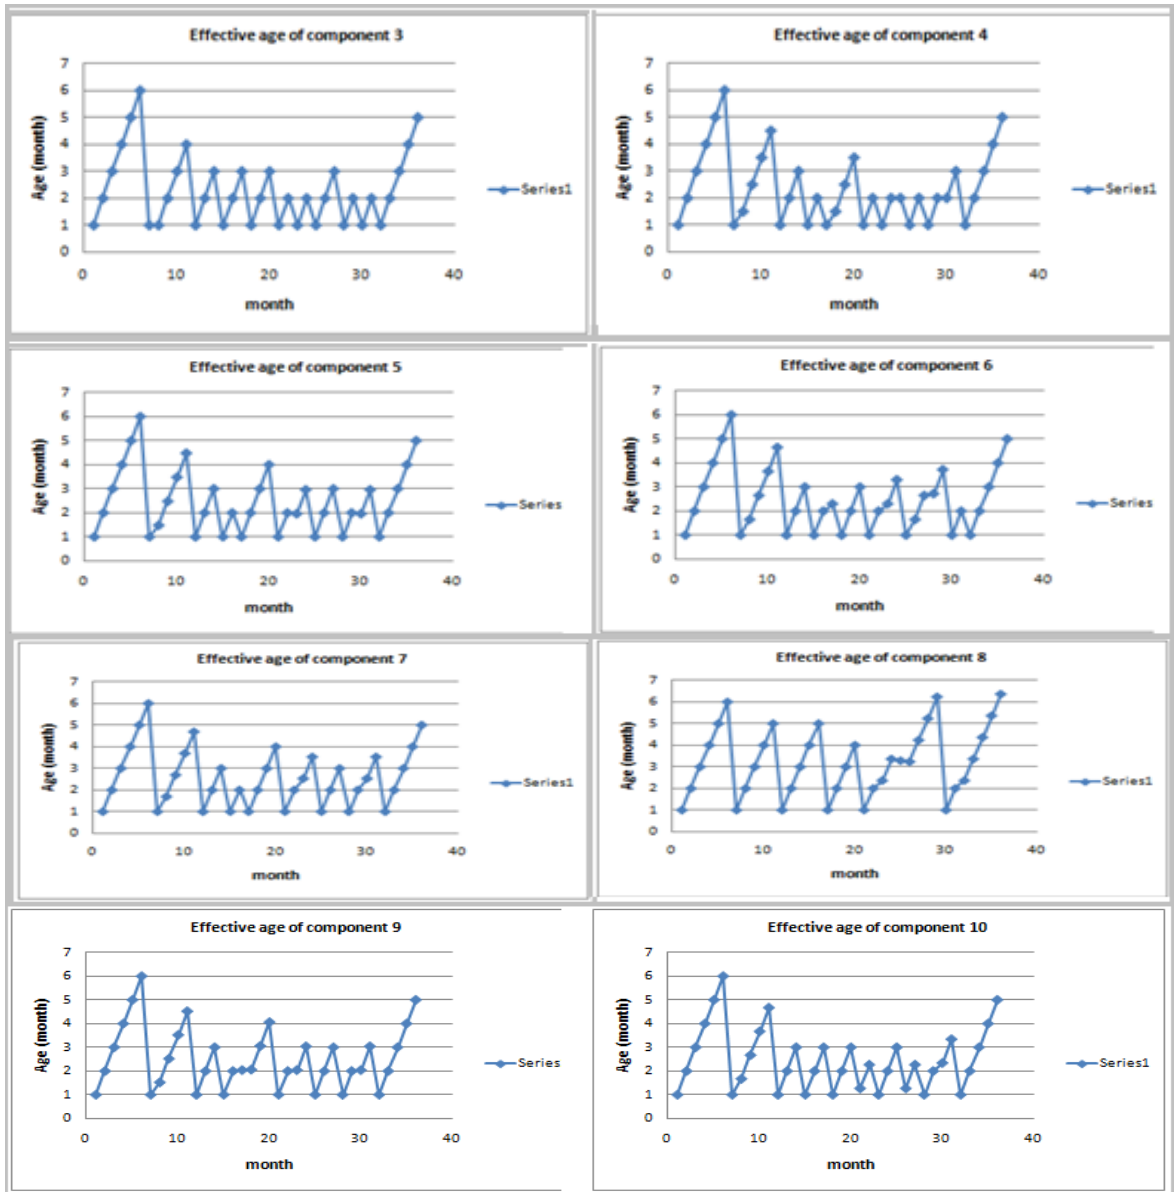 Effective age of component 3
7
6
5
4
3
2
1
0
Age (month)
0 10 20 30 40
month
Series1
Effective age of component 4
7
6
5
4
3
2
1
0
Age (month)
0 10 20 30 40
month
Series1
Effective age of component 5
7
6
5
4
3
2
1
0
Age (month)
0 10 20 30 40
month
Series
Effective age of component 6
7
6
5
4
3
2
1
0
Age (month)
0 10 20 30 40
month
Series
Effective age of component 7
7
6
5
4
3
2
1
0
Age (month)
0 10 20 30 40
month
Series1
Effective age of component 8
7
6
5
4
3
2
1
0
Age (month)
0 10 20 30 40
month
Series1
Effective age of component 9
7
6
5
4
3
2
1
0
Age (month)
0 10 20 30 40
month
Series
Effective age of component 10
7
6
5
4
3
2
1
0
Age (month)
0 10 20 30 40
month
Series1